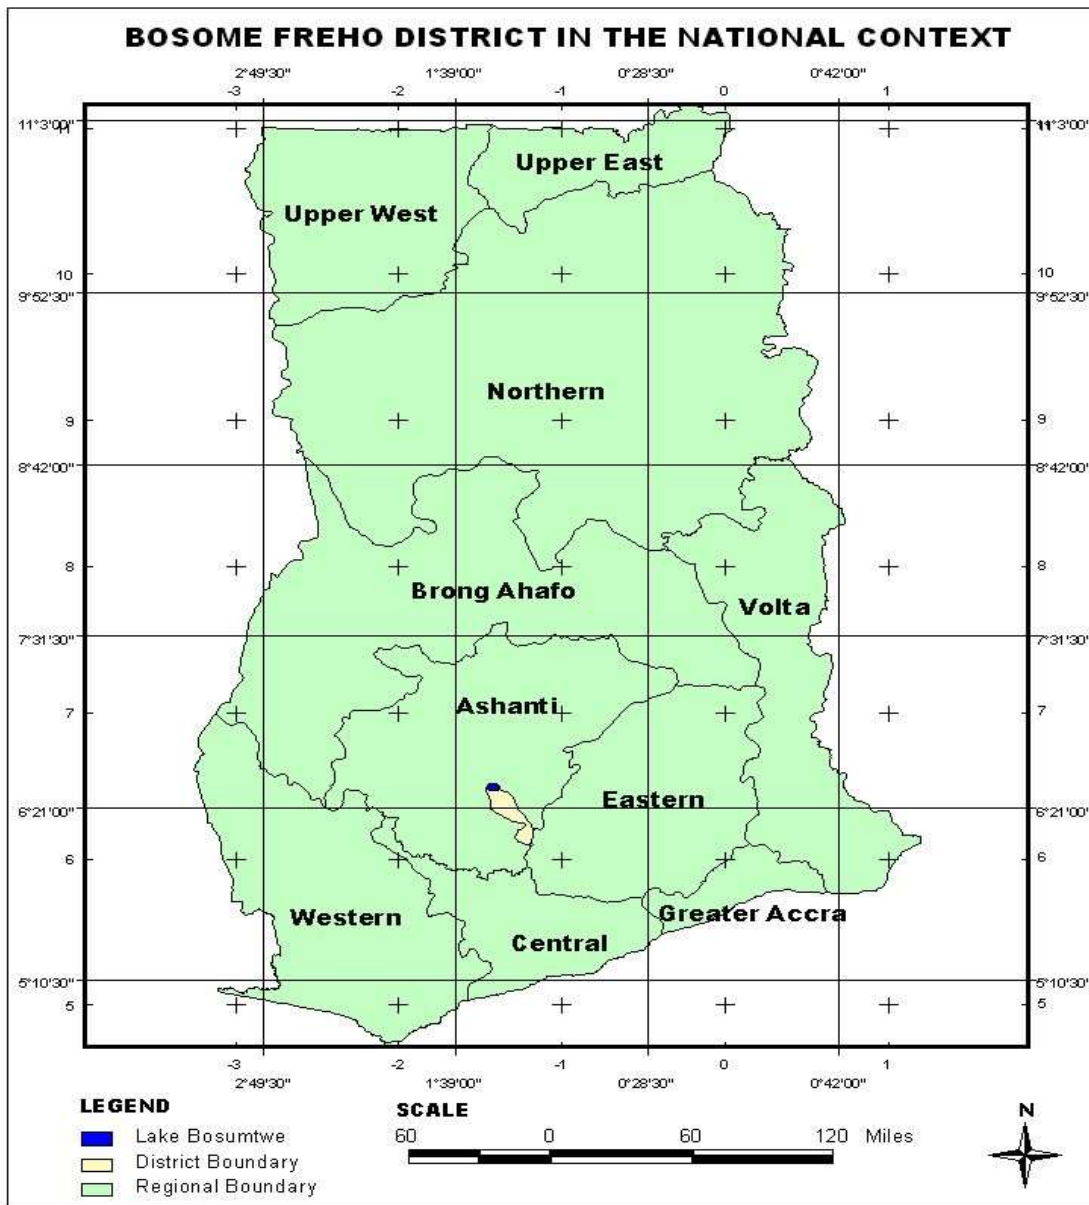 BOSOME FREHO DISTRICT IN THE NATIONAL CONTEXT
2°49'30" 1°39'00" 0°28'30" 0°42'00"
-3 -2 -1 0 1
11°3'00" 11 11 11°3'00"
Upper East
Upper West
10 10
9°52'30" 9°52'30"
Northern
9 9
8°42'00" 8°42'00"
8 8
Brong Ahafo
Volta
7°31'30" 7°31'30"
Ashanti
7 7
Eastern
6°21'00" 6°21'00"
6 6
Western
Greater Accra
Central
5°10'30" 5°10'30"
5 5
-3 -2 -1 0 1
2°49'30" 1°39'00" 0°28'30" 0°42'00"
LEGEND
Lake Bosumtwe
District Boundary
Regional Boundary
SCALE
60 0 60 120 Miles
N